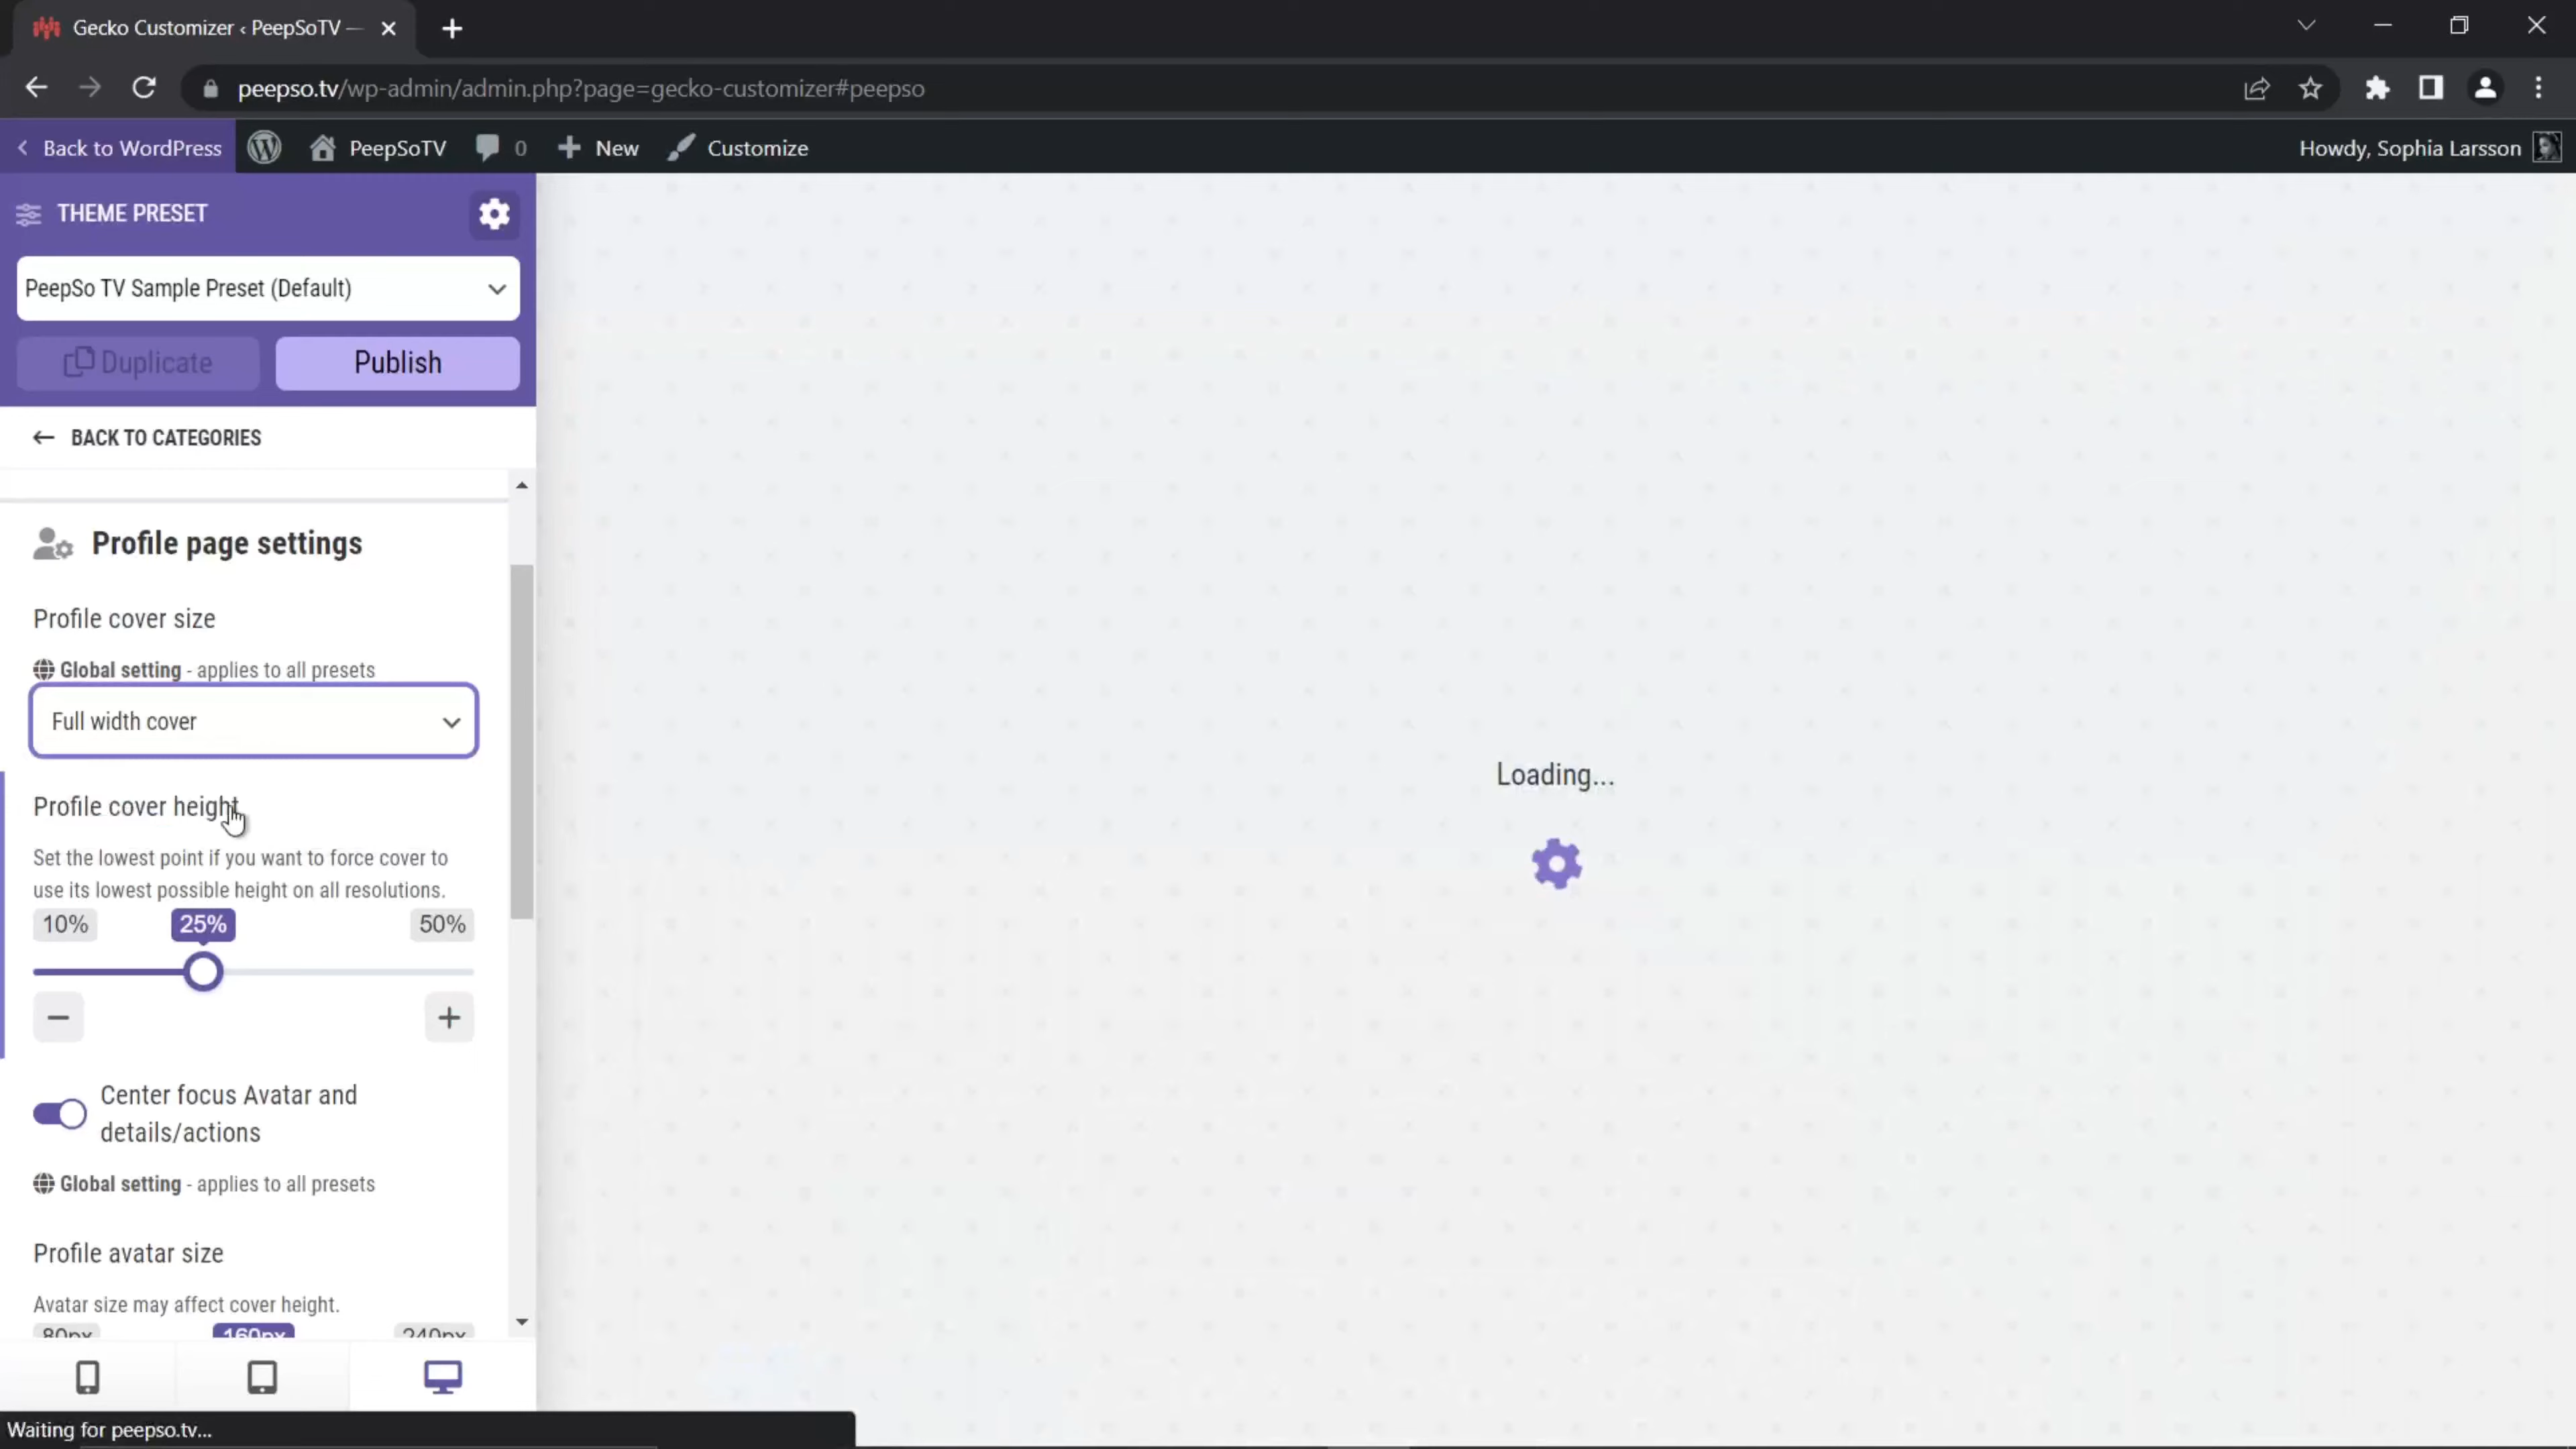 Gecko Customizer ‹ PeepSoTV —
peepso.tv/wp-admin/admin.php?page=gecko-customizer#peepso
Back to WordPress
PeepSoTV
0
New
Customize
Howdy, Sophia Larsson
THEME PRESET
PeepSo TV Sample Preset (Default)
Duplicate
Publish
BACK TO CATEGORIES
Profile page settings
Profile cover size
Global setting - applies to all presets
Full width cover
Loading...
Profile cover height
Set the lowest point if you want to force cover to
use its lowest possible height on all resolutions.
10% 25% 50%
Center focus Avatar and
details/actions
Global setting - applies to all presets
Profile avatar size
Avatar size may affect cover height.
80px 160px 240px
Waiting for peepso.tv...